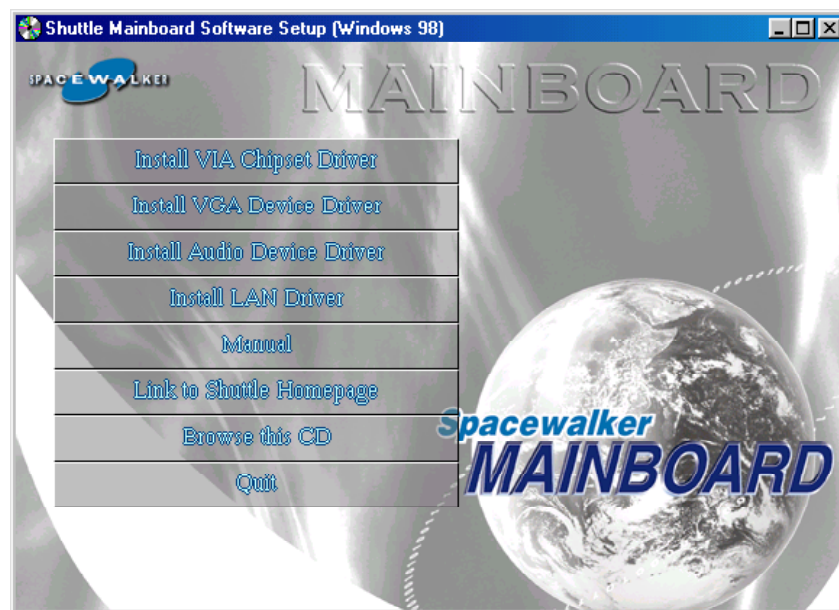 Shuttle Mainboard Software Setup (Windows 98)
SPACEWALKER
MAINBOARD
Install VIA Chipset Driver
Install VGA Device Driver
Install Audio Device Driver
Install LAN Driver
Manual
Link to Shuttle Homepage
Browse this CD
Quit
Spacewalker
MAINBOARD